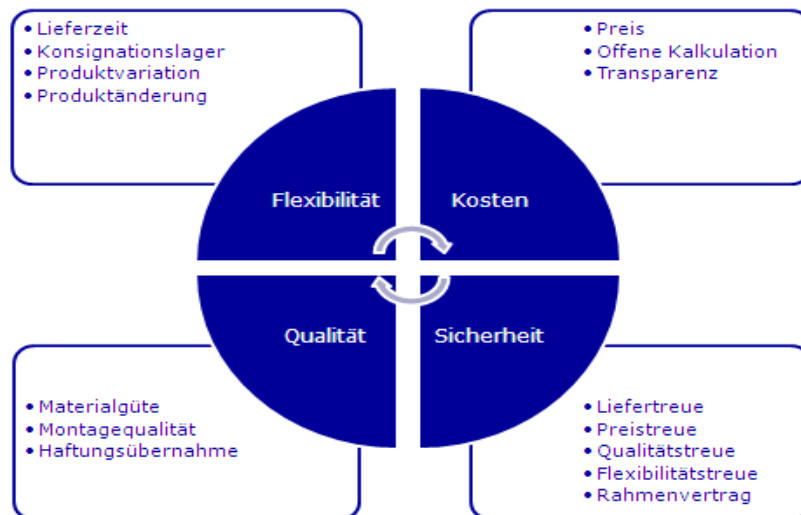 • Lieferzeit
• Konsignationslager
• Produktvariation
• Produktänderung
• Preis
• Offene Kalkulation
• Transparenz
Flexibilität
Kosten
Qualität
Sicherheit
• Materialgüte
• Montagequalität
• Haftungsübernahme
• Liefertreue
• Preistreue
• Qualitätstreue
• Flexibilitätstreue
• Rahmenvertrag